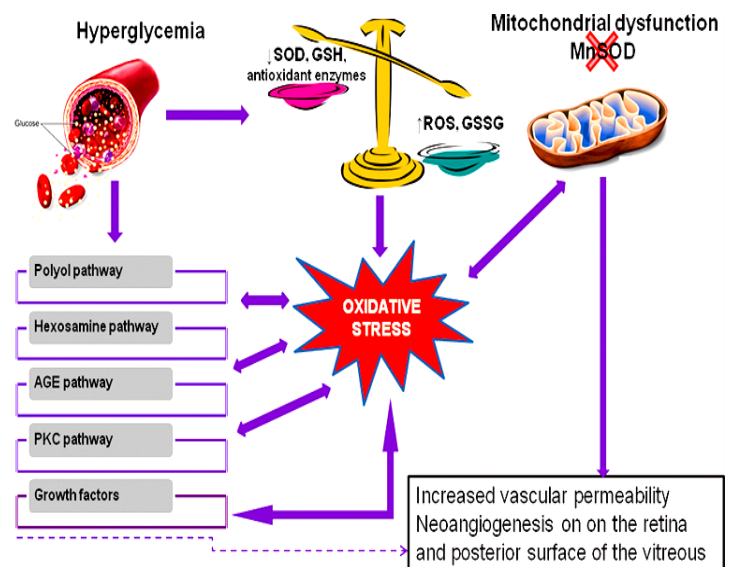 Hyperglycemia
Glucose
↓SOD, GSH,
antioxidant enzymes
↑ROS, GSSG
Mitochondrial dysfunction
MnSOD
Polyol pathway
Hexosamine pathway
AGE pathway
PKC pathway
Growth factors
OXIDATIVE
STRESS
Increased vascular permeability
Neoangiogenesis on on the retina
and posterior surface of the vitreous